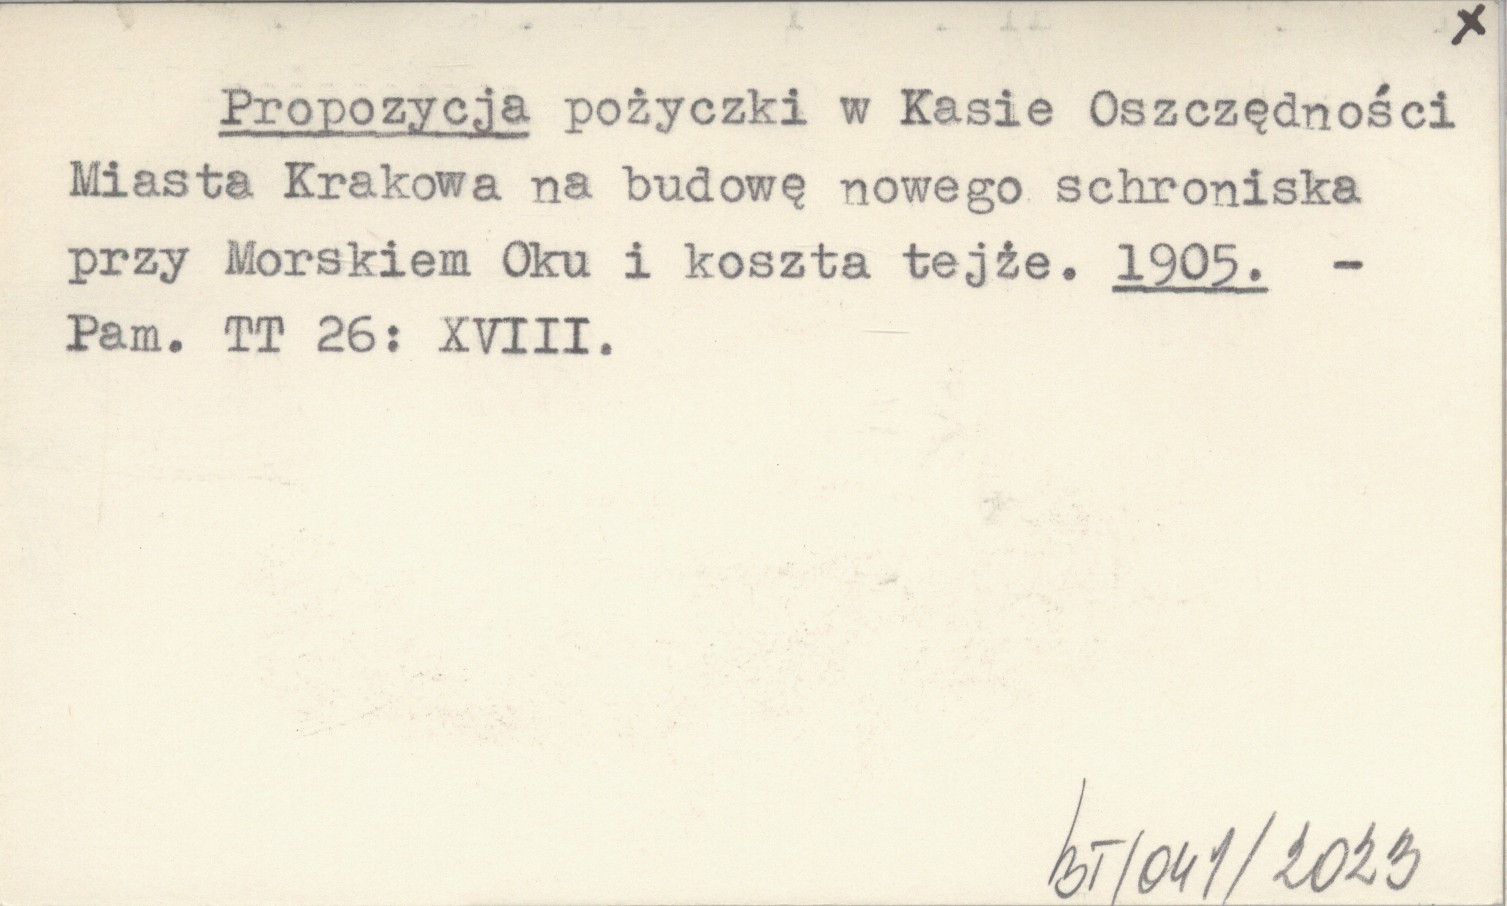 x
Propozycja pożyczki w Kasie Oszczędności
Miasta Krakowa na budowę nowego schroniska
przy Morskiem Oku i koszta tejże. 1905. -
Pam. TT 26: XVIII.
BT/041/2023